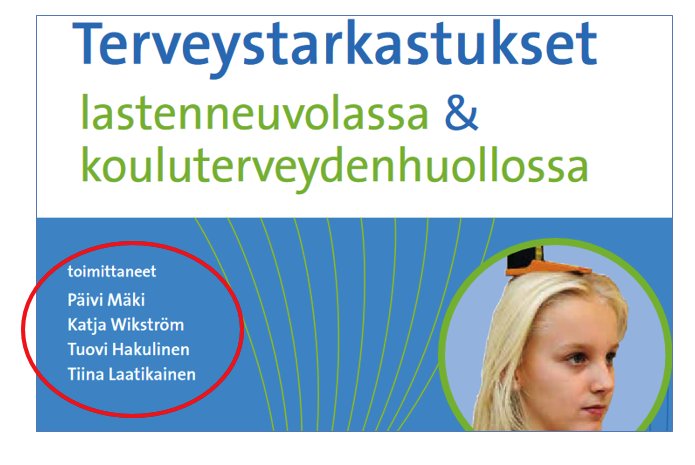 Terveystarkastukset
lastenneuvolassa &
kouluterveydenhuollossa
toimittaneet
Päivi Mäki
Katja Wikström
Tuovi Hakulinen
Tiina Laatikainen